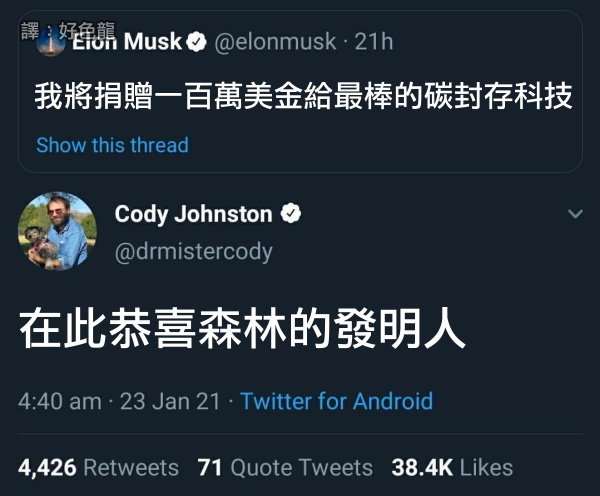 譯：好色龍
Elon Musk @elonmusk · 21h
我將捐贈一百萬美金給最棒的碳封存科技
Show this thread
Cody Johnston
@drmistercody
在此恭喜森林的發明人
4:40 am · 23 Jan 21 · Twitter for Android
4,426 Retweets 71 Quote Tweets 38.4K Likes